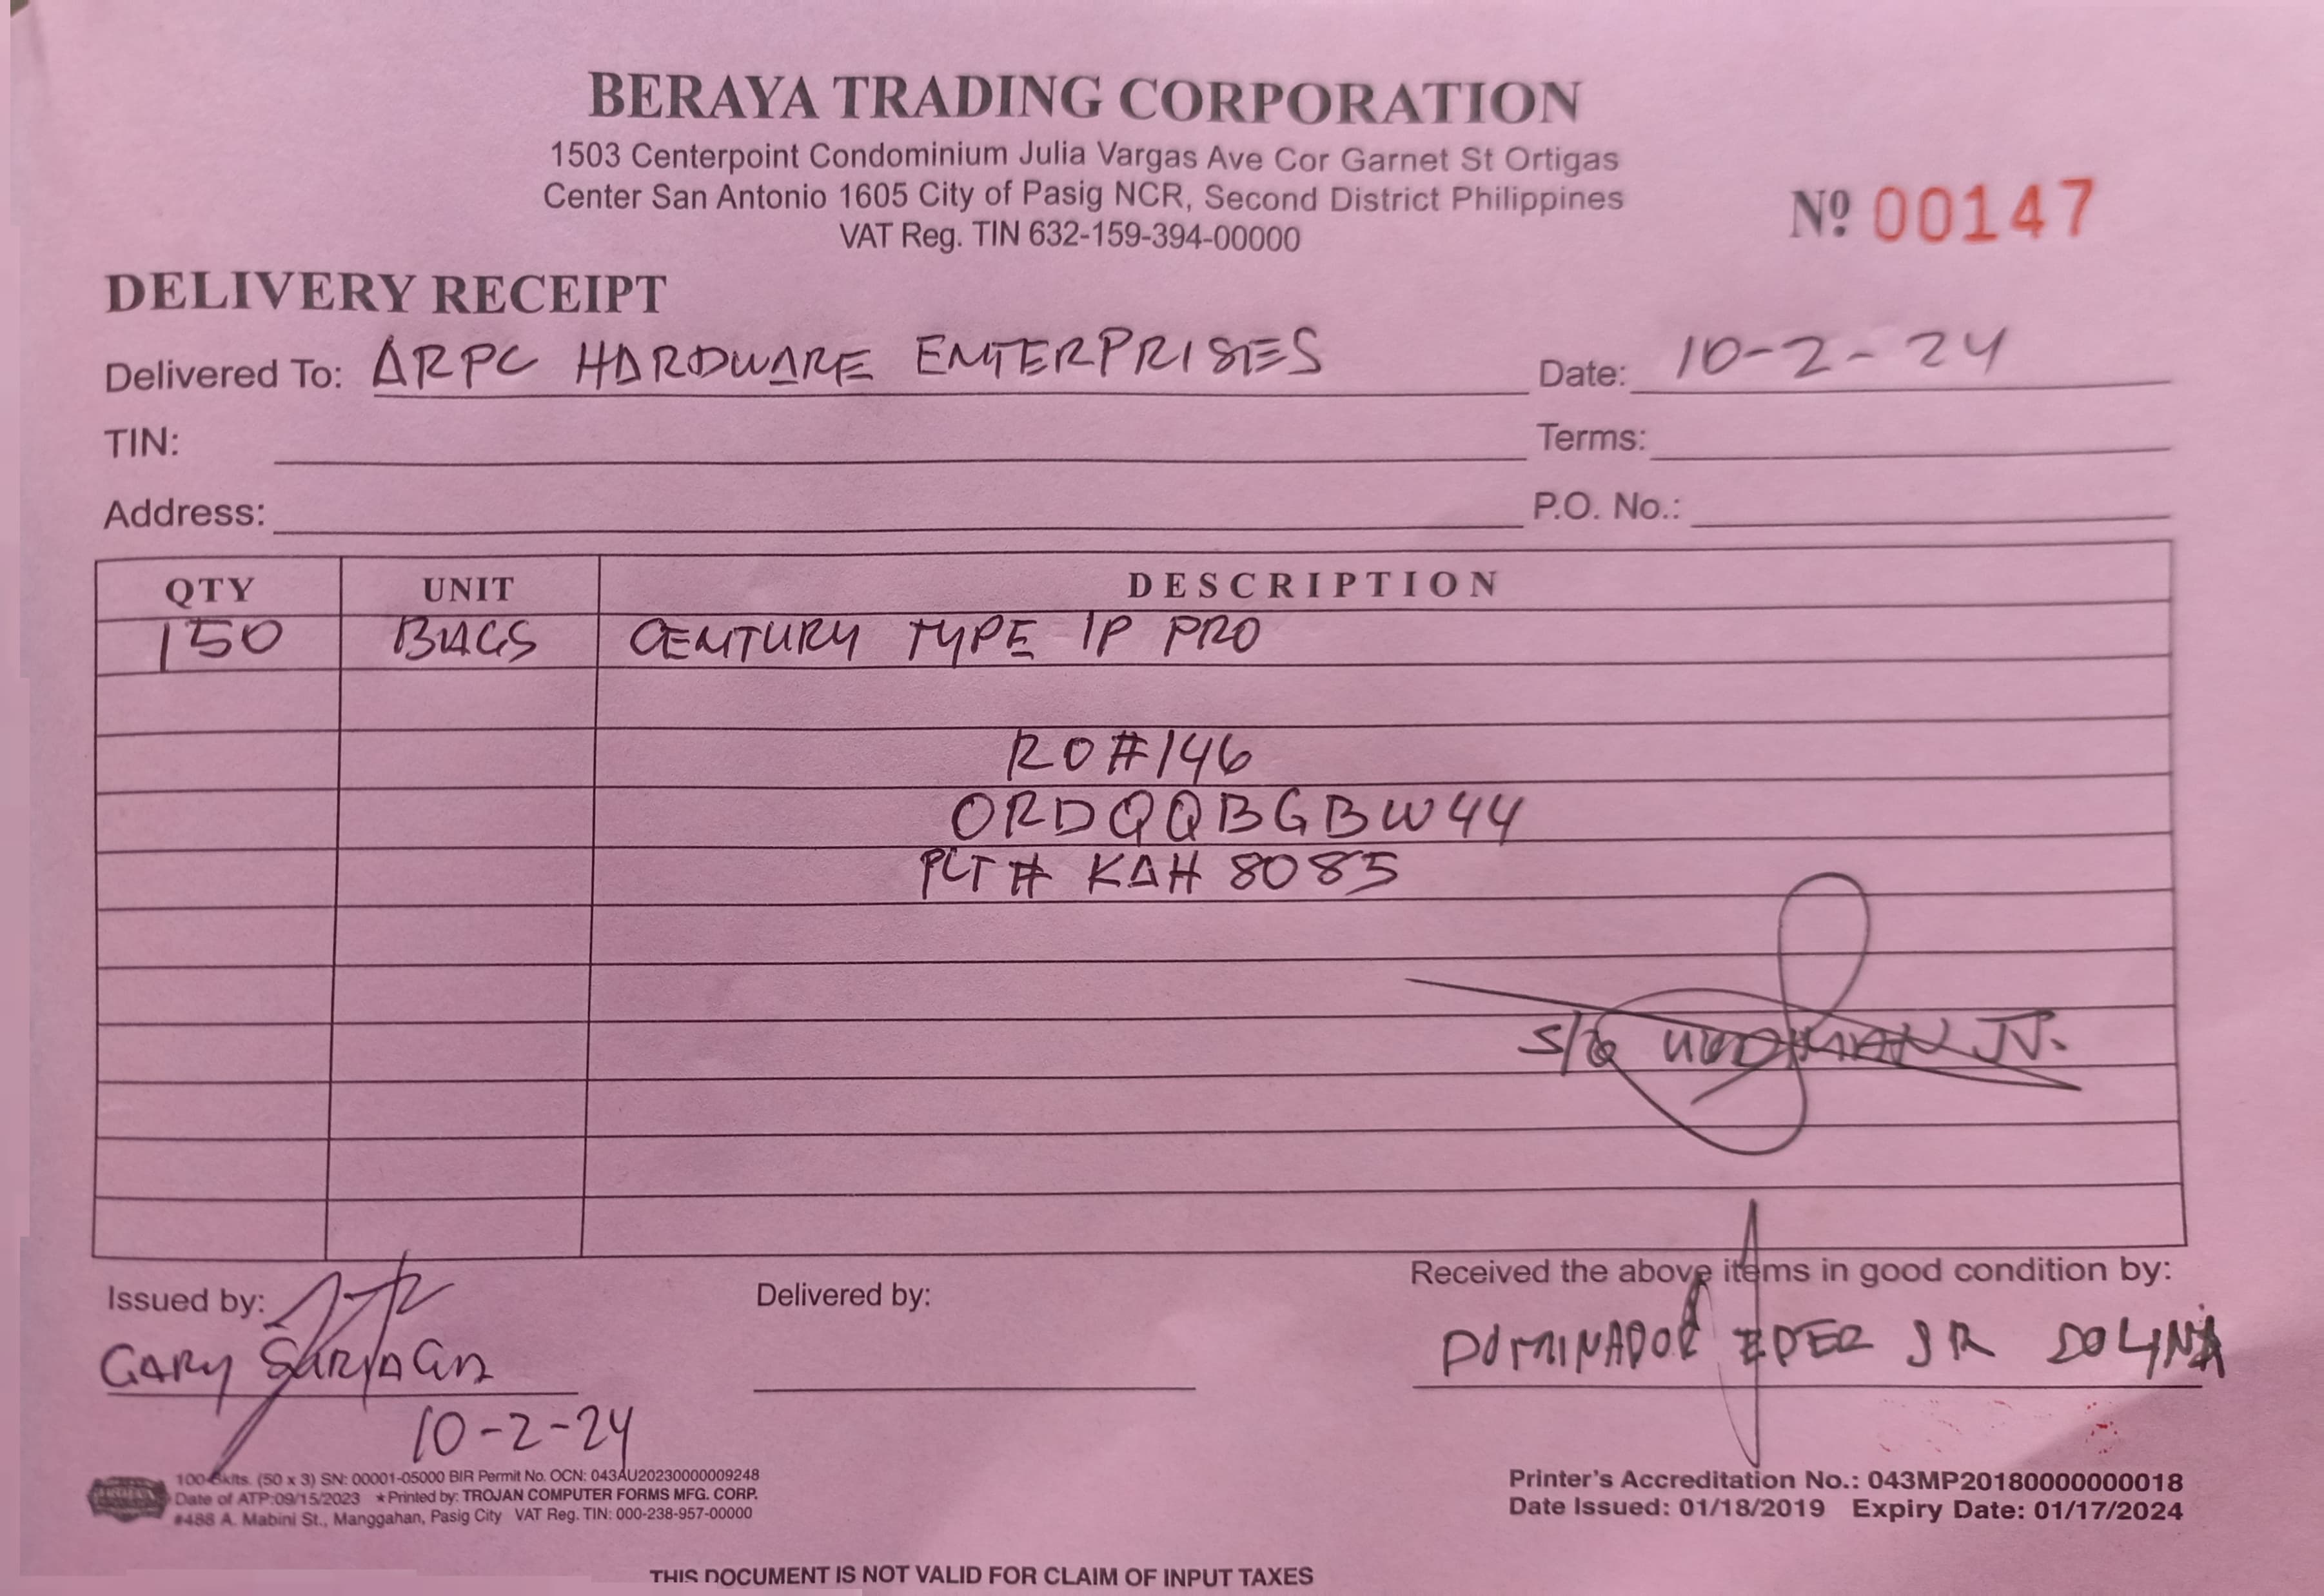 BERAYA TRADING CORPORATION
1503 Centerpoint Condominium Julia Vargas Ave Cor Garnet St Ortigas
Center San Antonio 1605 City of Pasig NCR, Second District Philippines
VAT Reg. TIN 632-159-394-00000
Nº 00147
DELIVERY RECEIPT
Delivered To: ARPC HARDWARE ENTERPRISES Date: 10-2-24
TIN: Terms:
Address: P.O. No.:
QTY UNIT DESCRIPTION
150 BAGS CENTURY TYPE 1P PRO
RO#146
ORDQQBGBW44
PLT# KAH 8085
S/G JR.
Issued by: Delivered by: Received the above items in good condition by:
GARY DOMINADOR EDER JR
10-2-24
100 Bklts. (50 x 3) SN: 00001-05000 BIR Permit No. OCN: 043AU20230000009248
Date of ATP:09/15/2023 ★Printed by: TROJAN COMPUTER FORMS MFG. CORP.
#488 A. Mabini St., Manggahan, Pasig City VAT Reg. TIN: 000-238-957-00000
Printer's Accreditation No.: 043MP20180000000018
Date Issued: 01/18/2019 Expiry Date: 01/17/2024
THIS DOCUMENT IS NOT VALID FOR CLAIM OF INPUT TAXES